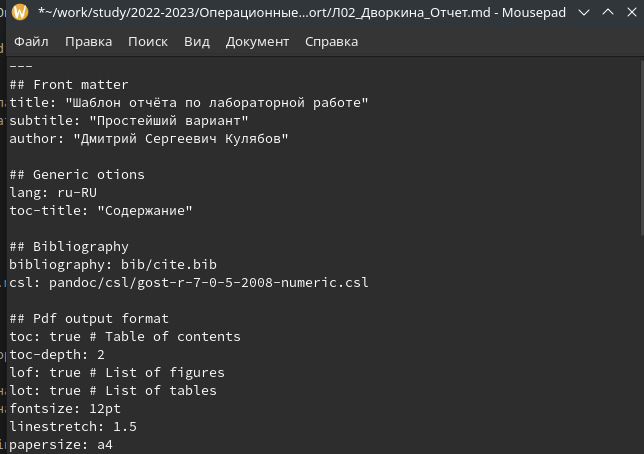 *~/work/study/2022-2023/Операционные...ort/Л02_Дворкина_Отчет.md - Mousepad
Файл Правка Поиск Вид Документ Справка
---
## Front matter
title: "Шаблон отчёта по лабораторной работе"
subtitle: "Простейший вариант"
author: "Дмитрий Сергеевич Кулябов"
## Generic otions
lang: ru-RU
toc-title: "Содержание"
## Bibliography
bibliography: bib/cite.bib
csl: pandoc/csl/gost-r-7-0-5-2008-numeric.csl
## Pdf output format
toc: true # Table of contents
toc-depth: 2
lof: true # List of figures
lot: true # List of tables
fontsize: 12pt
linestretch: 1.5
papersize: a4